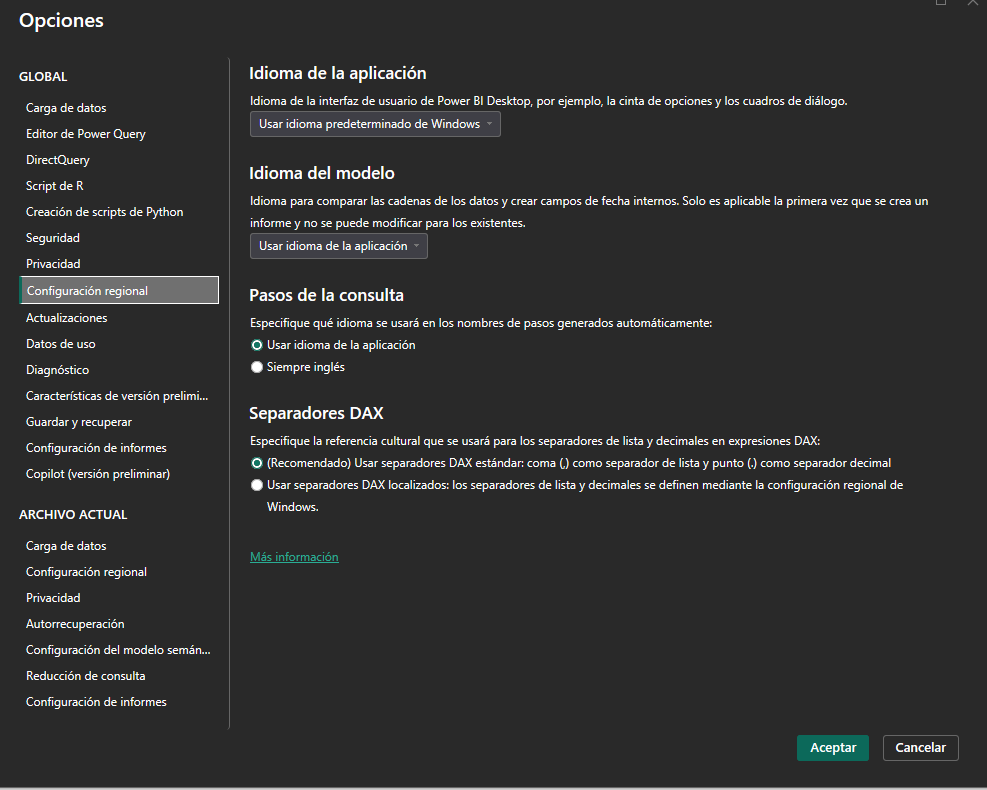 Opciones
GLOBAL
Carga de datos
Editor de Power Query
DirectQuery
Script de R
Creación de scripts de Python
Seguridad
Privacidad
Configuración regional
Actualizaciones
Datos de uso
Diagnóstico
Características de versión prelimi...
Guardar y recuperar
Configuración de informes
Copilot (versión preliminar)
ARCHIVO ACTUAL
Carga de datos
Configuración regional
Privacidad
Autorrecuperación
Configuración del modelo semán...
Reducción de consulta
Configuración de informes
Idioma de la aplicación
Idioma de la interfaz de usuario de Power BI Desktop, por ejemplo, la cinta de opciones y los cuadros de diálogo.
Usar idioma predeterminado de Windows
Idioma del modelo
Idioma para comparar las cadenas de los datos y crear campos de fecha internos. Solo es aplicable la primera vez que se crea un
informe y no se puede modificar para los existentes.
Usar idioma de la aplicación
Pasos de la consulta
Especifique qué idioma se usará en los nombres de pasos generados automáticamente:
Usar idioma de la aplicación
Siempre inglés
Separadores DAX
Especifique la referencia cultural que se usará para los separadores de lista y decimales en expresiones DAX:
(Recomendado) Usar separadores DAX estándar: coma (,) como separador de lista y punto (.) como separador decimal
Usar separadores DAX localizados: los separadores de lista y decimales se definen mediante la configuración regional de
Windows.
Más información
Aceptar
Cancelar